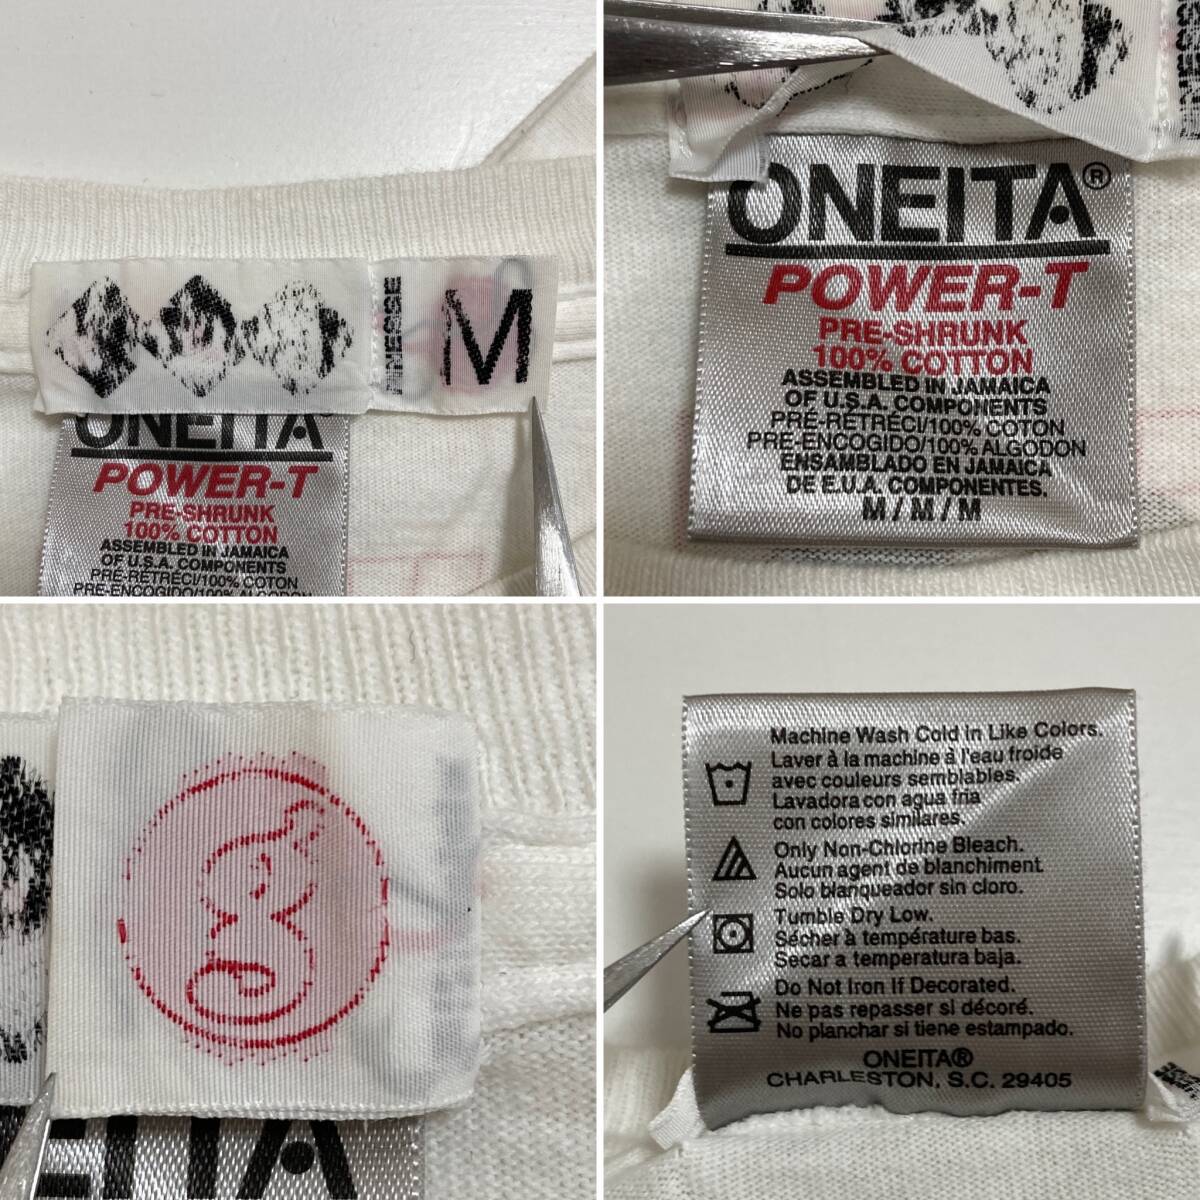 FINESSE
M
ONEITA
POWER-T
PRE-SHRUNK
100% COTTON
ASSEMBLED IN JAMAICA
OF U.S.A. COMPONENTS
PRÉ-RÉTRÉCI/100% COTON
PRE-ENCOGIDO/100% ALGODON
ONEITA®
POWER-T
PRE-SHRUNK
100% COTTON
ASSEMBLED IN JAMAICA
OF U.S.A. COMPONENTS
PRÉ-RÉTRÉCI/100% COTON
PRE-ENCOGIDO/100% ALGODON
ENSAMBLADO EN JAMAICA
DE E.U.A. COMPONENTES.
M / M / M
g
EITA
Machine Wash Cold in Like Colors.
Laver à la machine à l'eau froide
avec couleurs semblables.
Lavadora con agua fria
con colores similares.
Only Non-Chlorine Bleach.
Aucun agent de blanchiment.
Solo blanqueador sin cloro.
Tumble Dry Low.
Sécher à température bas.
Secar a temperatura baja.
Do Not Iron If Decorated.
Ne pas repasser si décoré.
No planchar si tiene estampado.
ONEITA®
CHARLESTON, S.C. 29405